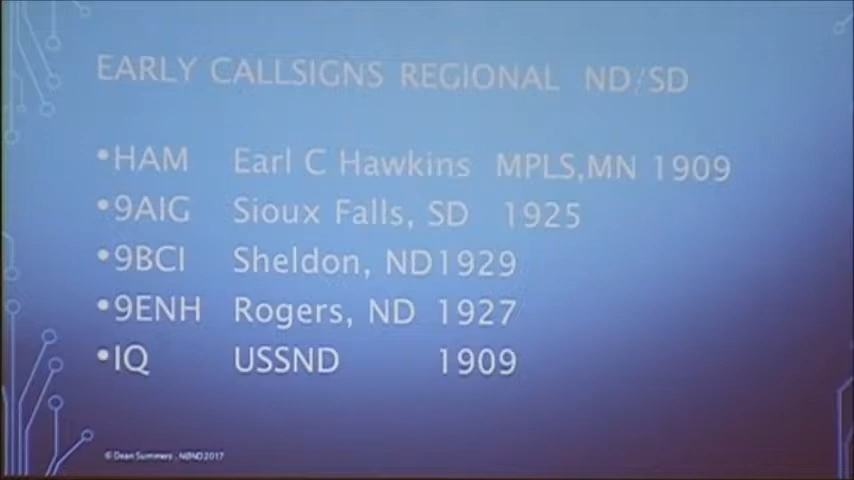 EARLY CALLSIGNS REGIONAL ND/SD
•HAM Earl C Hawkins MPLS,MN 1909
•9AIG Sioux Falls, SD 1925
•9BCI Sheldon, ND1929
•9ENH Rogers, ND 1927
•IQ USSND 1909
© Dean Summers . NØND 2017